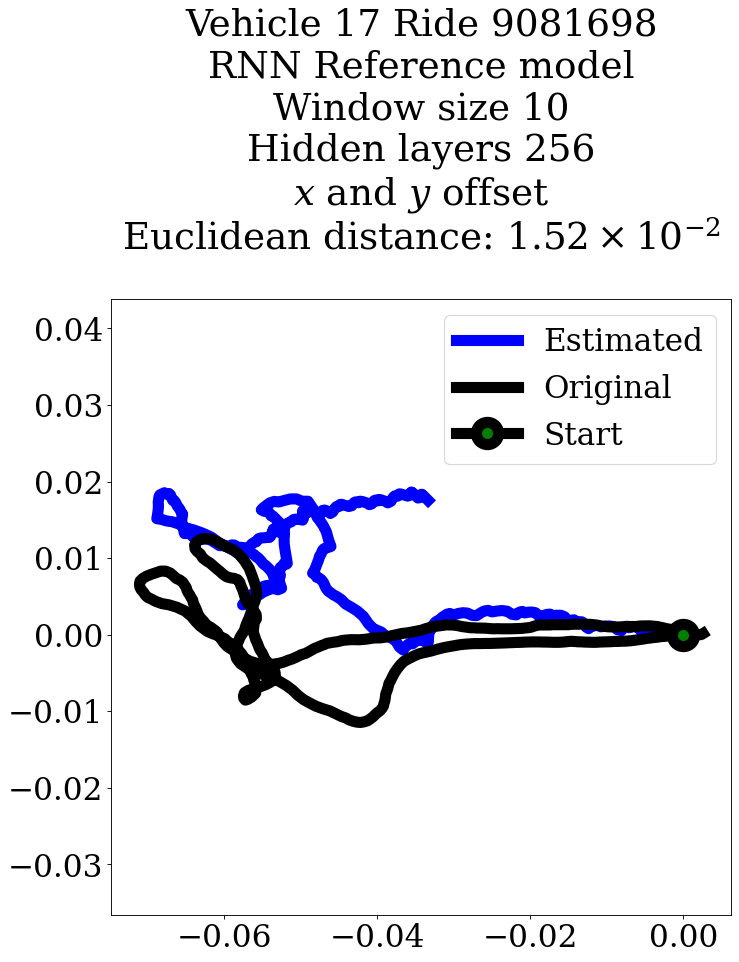 Vehicle 17 Ride 9081698
RNN Reference model
Window size 10
Hidden layers 256
x and y offset
Euclidean distance: 1.52 × 10⁻²
Estimated
Original
Start
0.04
0.03
0.02
0.01
0.00
−0.01
−0.02
−0.03
−0.06 −0.04 −0.02 0.00